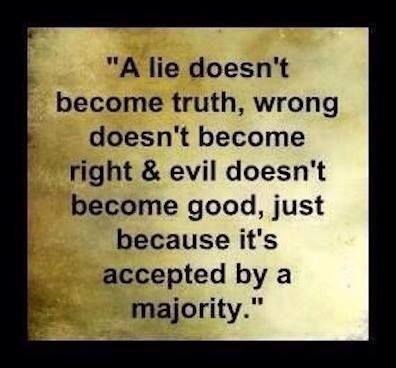 "A lie doesn't
become truth, wrong
doesn't become
right & evil doesn't
become good, just
because it's
accepted by a
majority."